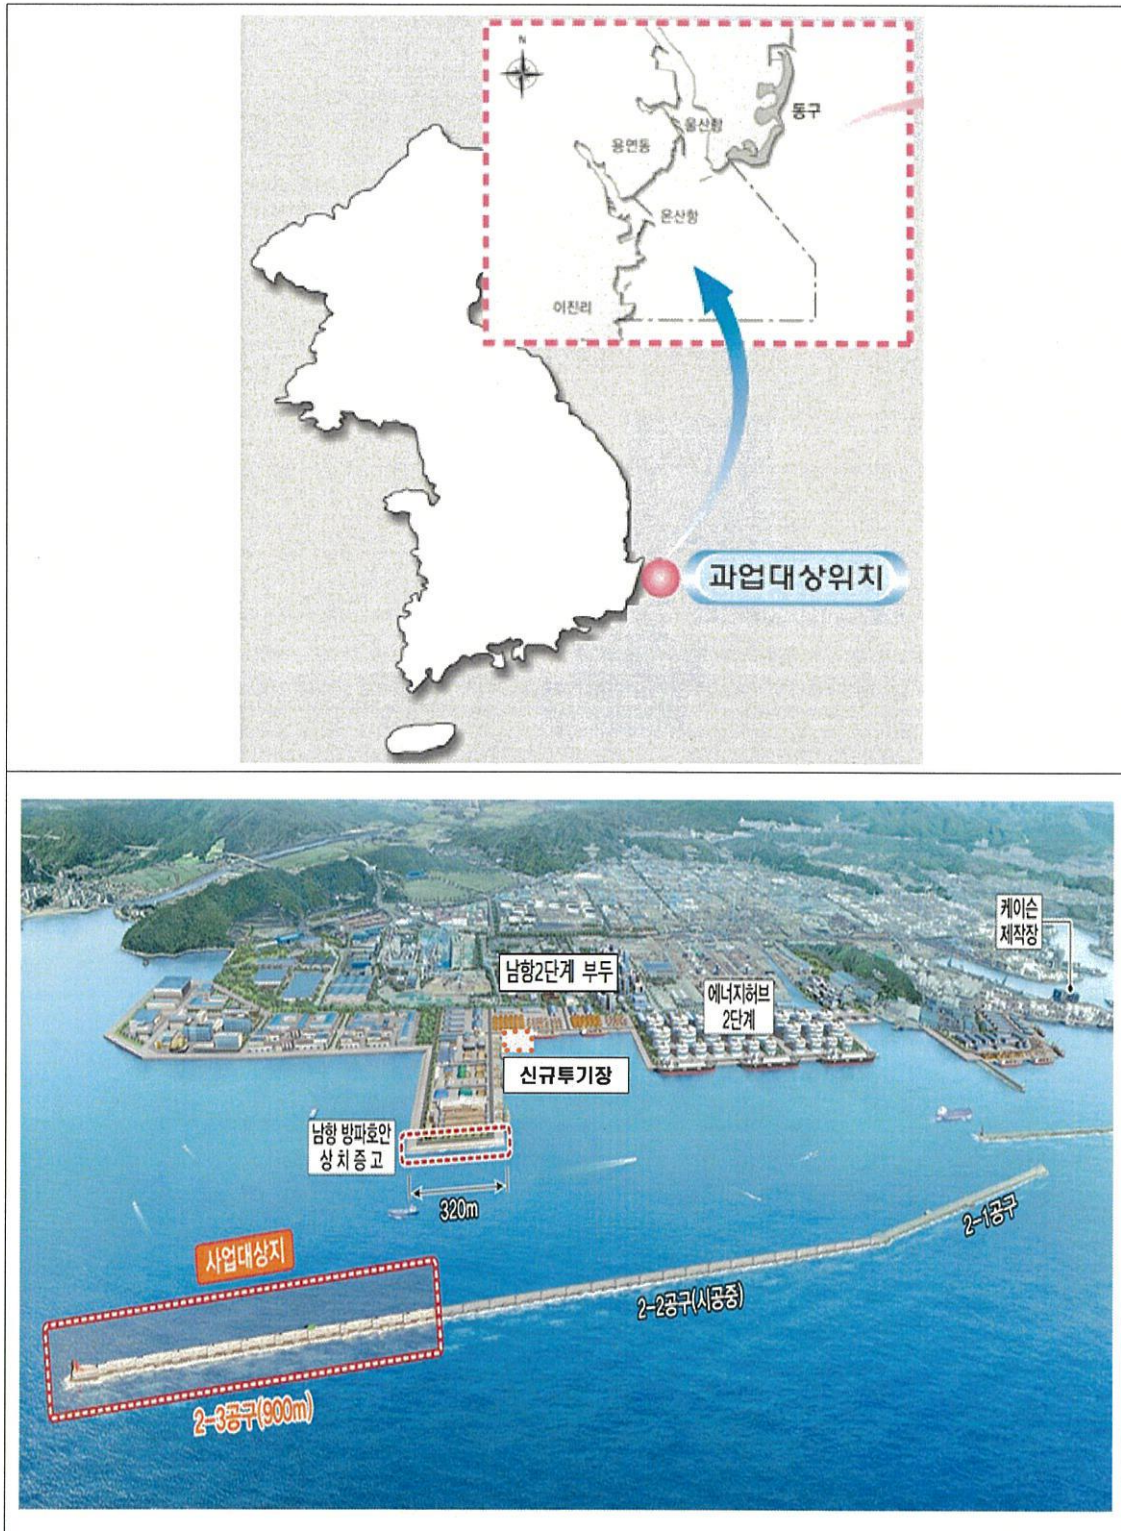 N
동구
울산항
용연동
온산항
이진리
과업대상위치
케이슨
제작장
남항2단계 부두
에너지허브
2단계
신규투기장
남항 방파호안
상치증고
320m
2-1공구
사업대상지
2-2공구(시공중)
2-3공구(900m)